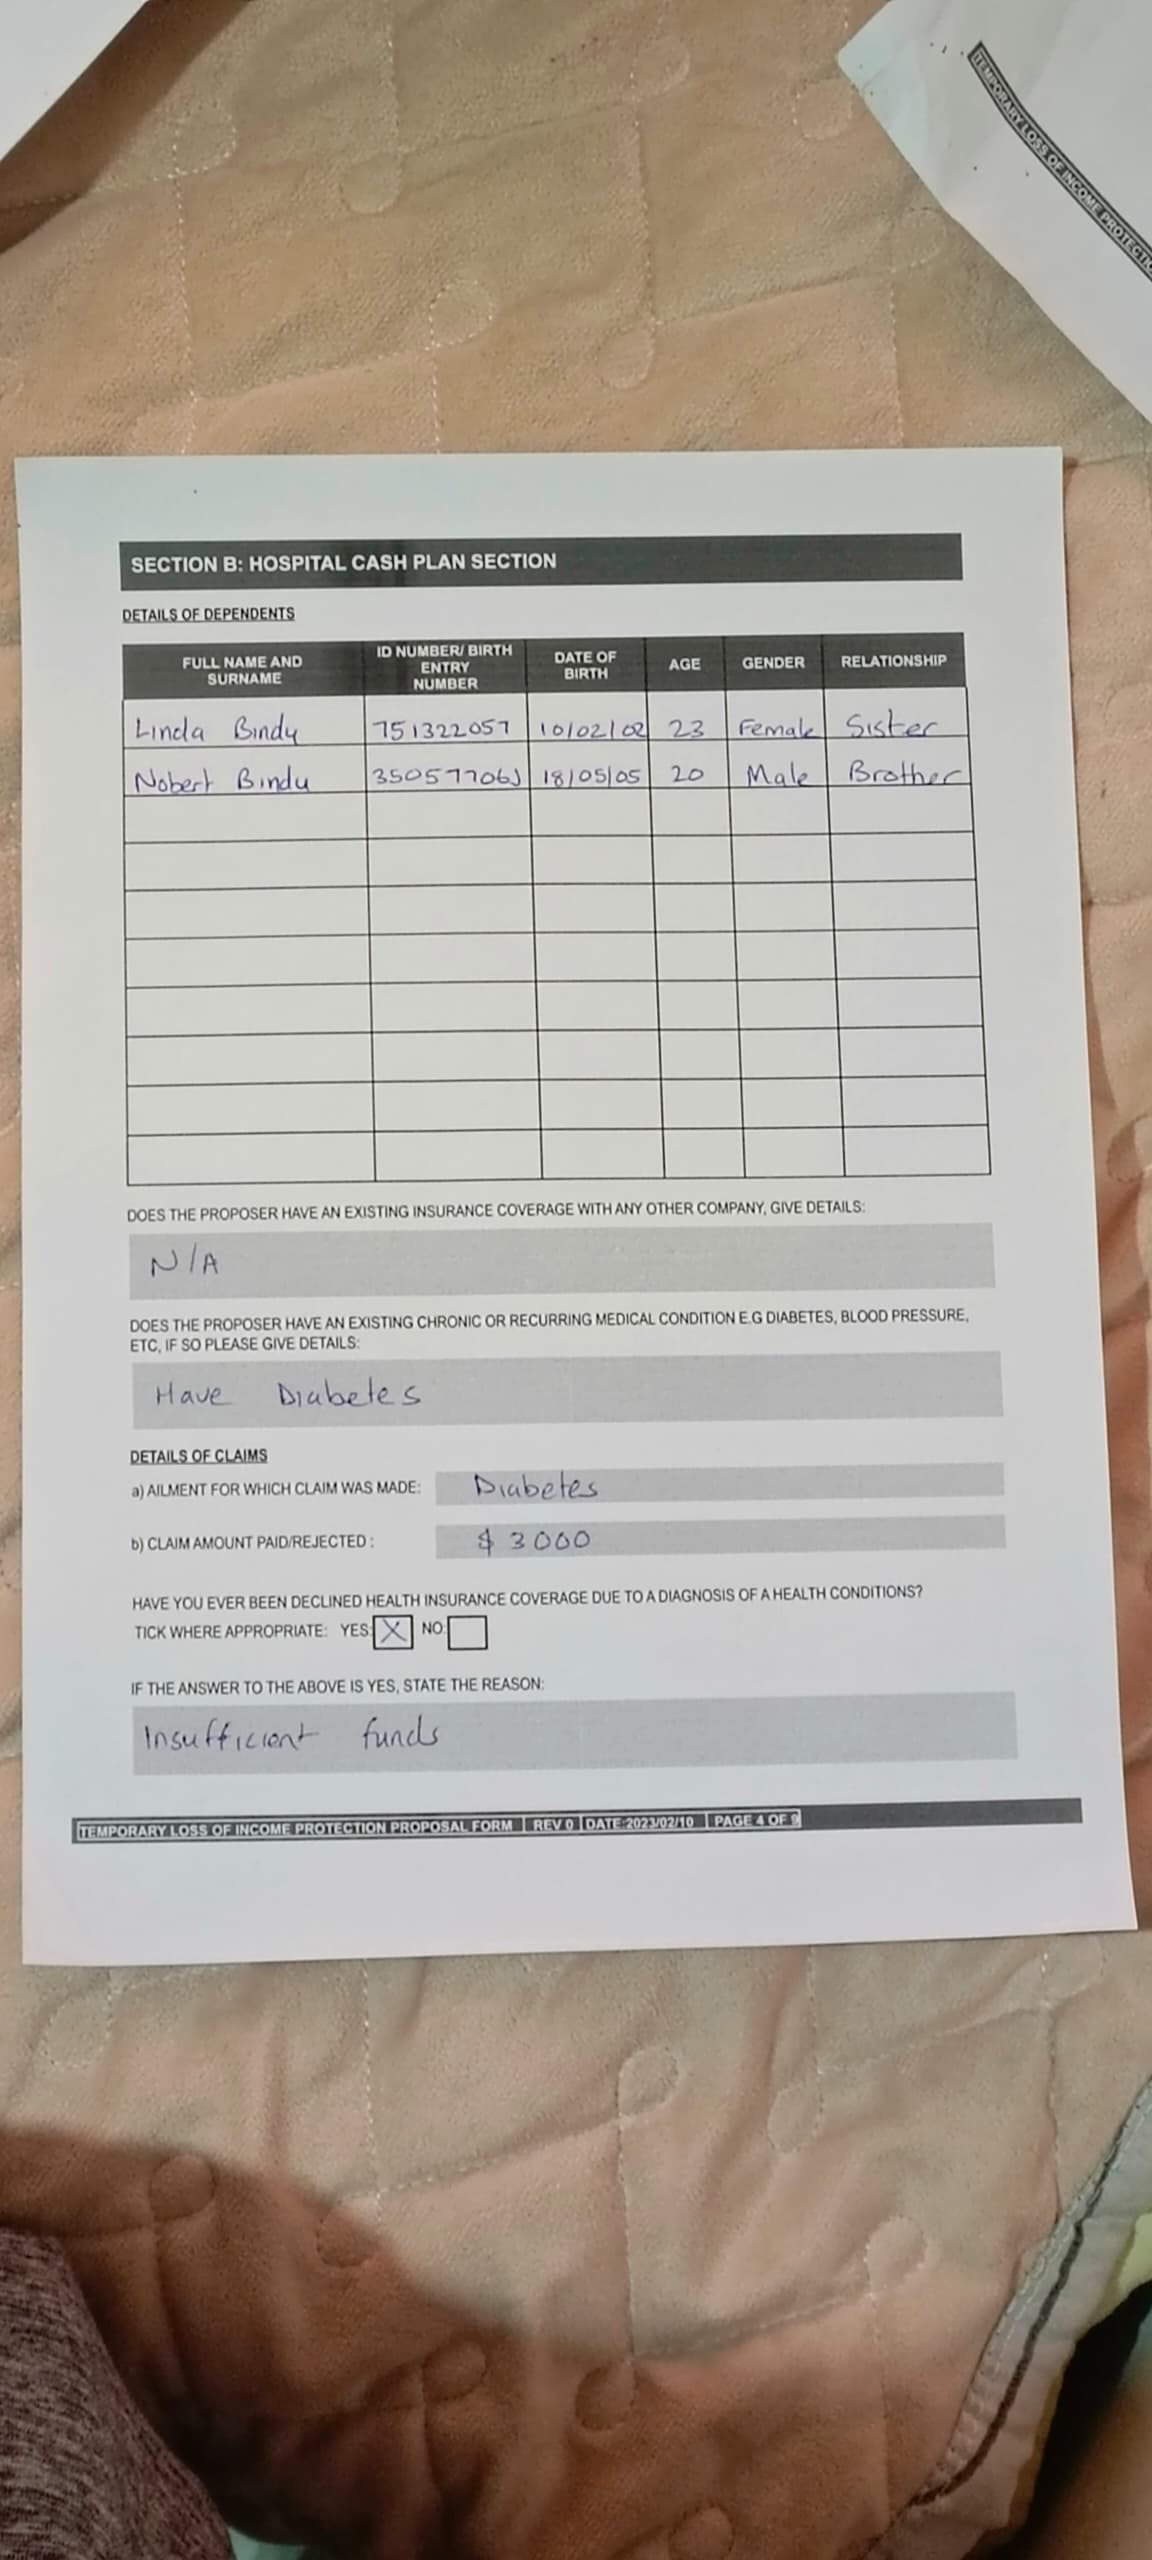 TEMPORARY LOSS OF INCOME PROTECTI
SECTION B: HOSPITAL CASH PLAN SECTION
DETAILS OF DEPENDENTS
FULL NAME AND SURNAME ID NUMBER/ BIRTH ENTRY NUMBER DATE OF BIRTH AGE GENDER RELATIONSHIP
Linda Bindu 751322057 10/02/02 23 Female Sister
Nobert Bindu 35057706J 18/05/05 20 Male Brother
DOES THE PROPOSER HAVE AN EXISTING INSURANCE COVERAGE WITH ANY OTHER COMPANY, GIVE DETAILS:
N/A
DOES THE PROPOSER HAVE AN EXISTING CHRONIC OR RECURRING MEDICAL CONDITION E.G DIABETES, BLOOD PRESSURE,
ETC, IF SO PLEASE GIVE DETAILS:
Have Diabetes
DETAILS OF CLAIMS
a) AILMENT FOR WHICH CLAIM WAS MADE: Diabetes
b) CLAIM AMOUNT PAID/REJECTED : $ 3000
HAVE YOU EVER BEEN DECLINED HEALTH INSURANCE COVERAGE DUE TO A DIAGNOSIS OF A HEALTH CONDITIONS?
TICK WHERE APPROPRIATE: YES: X NO:
IF THE ANSWER TO THE ABOVE IS YES, STATE THE REASON:
Insufficient funds
TEMPORARY LOSS OF INCOME PROTECTION PROPOSAL FORM | REV 0 | DATE:2023/02/10 | PAGE 4 OF 9